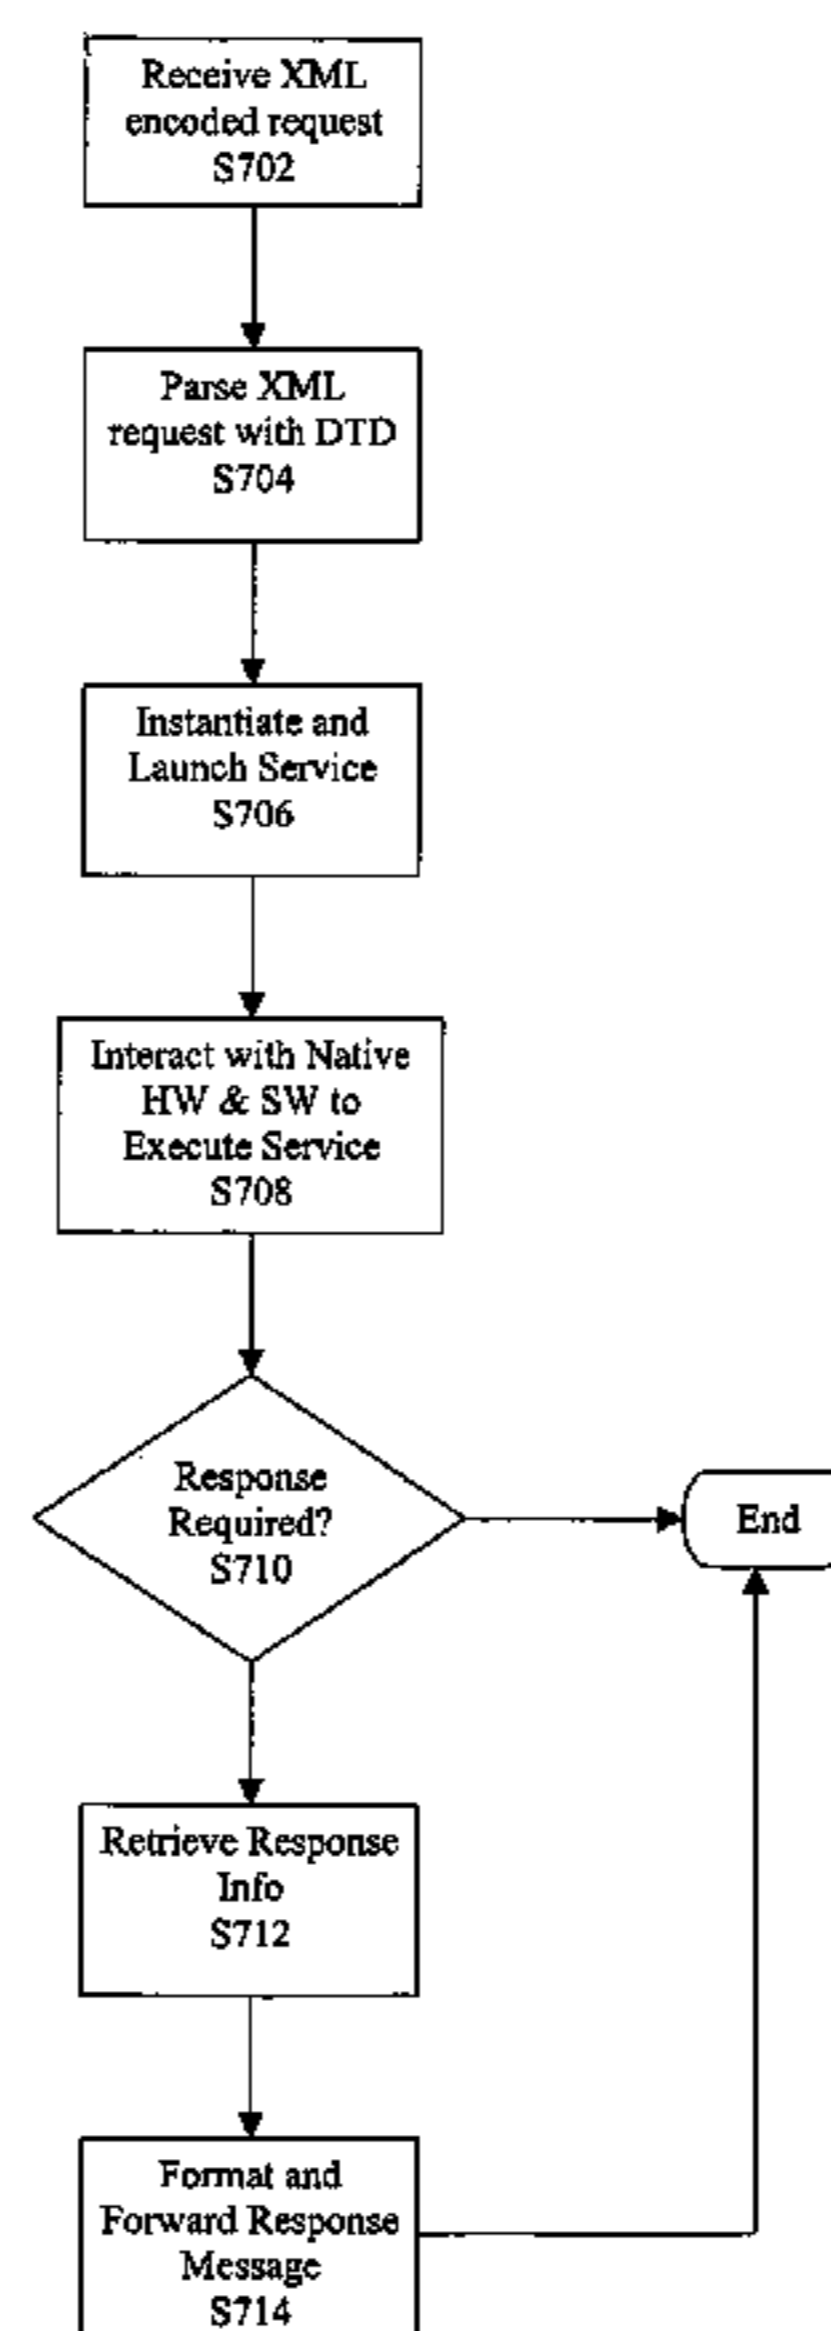 Receive XML
encoded request
S702
Parse XML
request with DTD
S704
Instantiate and
Launch Service
S706
Interact with Native
HW & SW to
Execute Service
S708
Response
Required?
S710
End
Retrieve Response
Info
S712
Format and
Forward Response
Message
S714